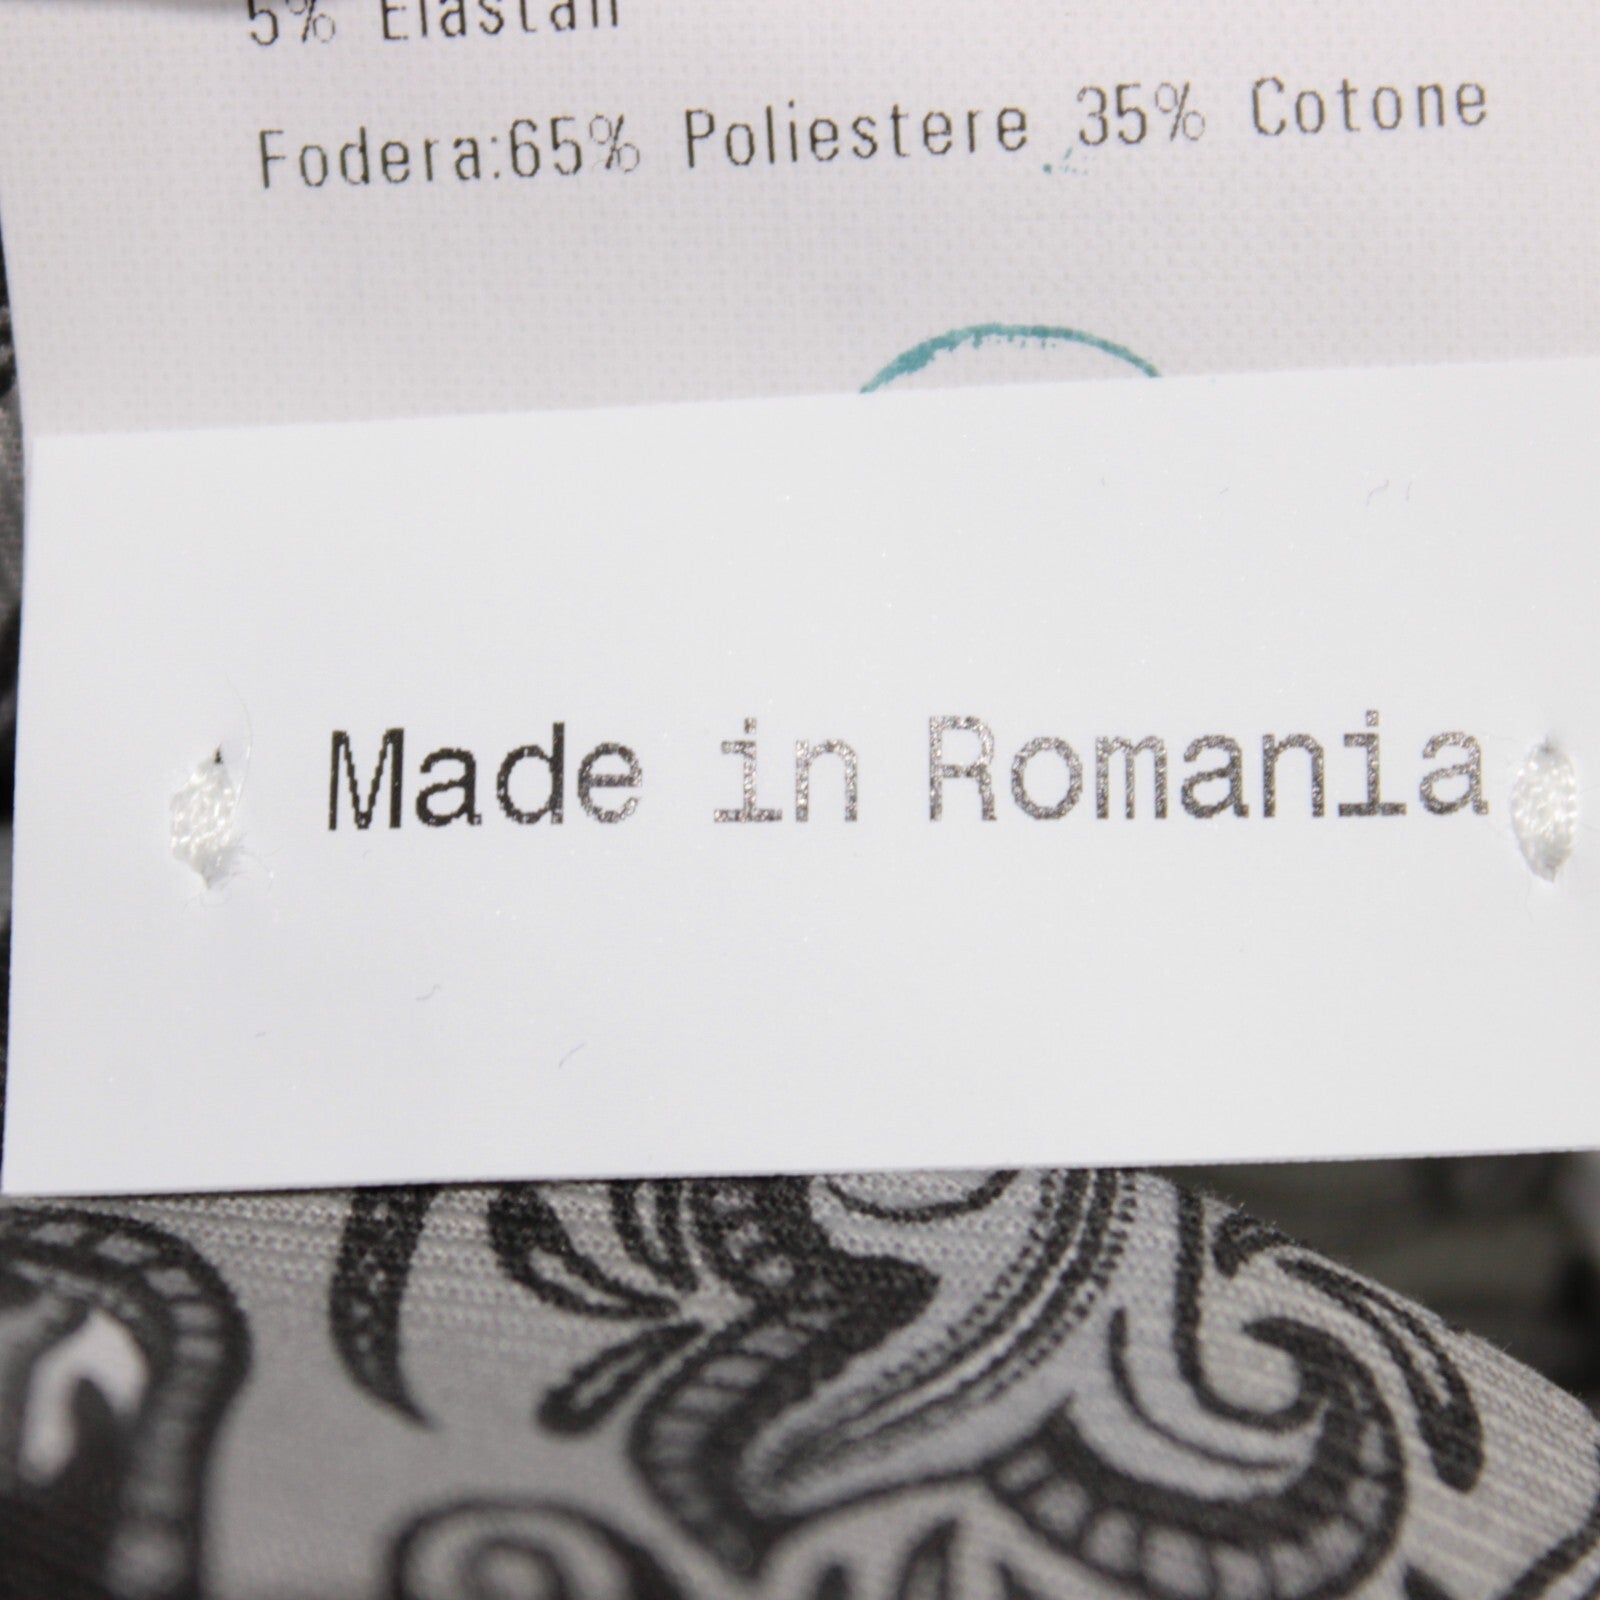 5% Elastan
Fodera:65% Poliestere 35% Cotone
Made in Romania